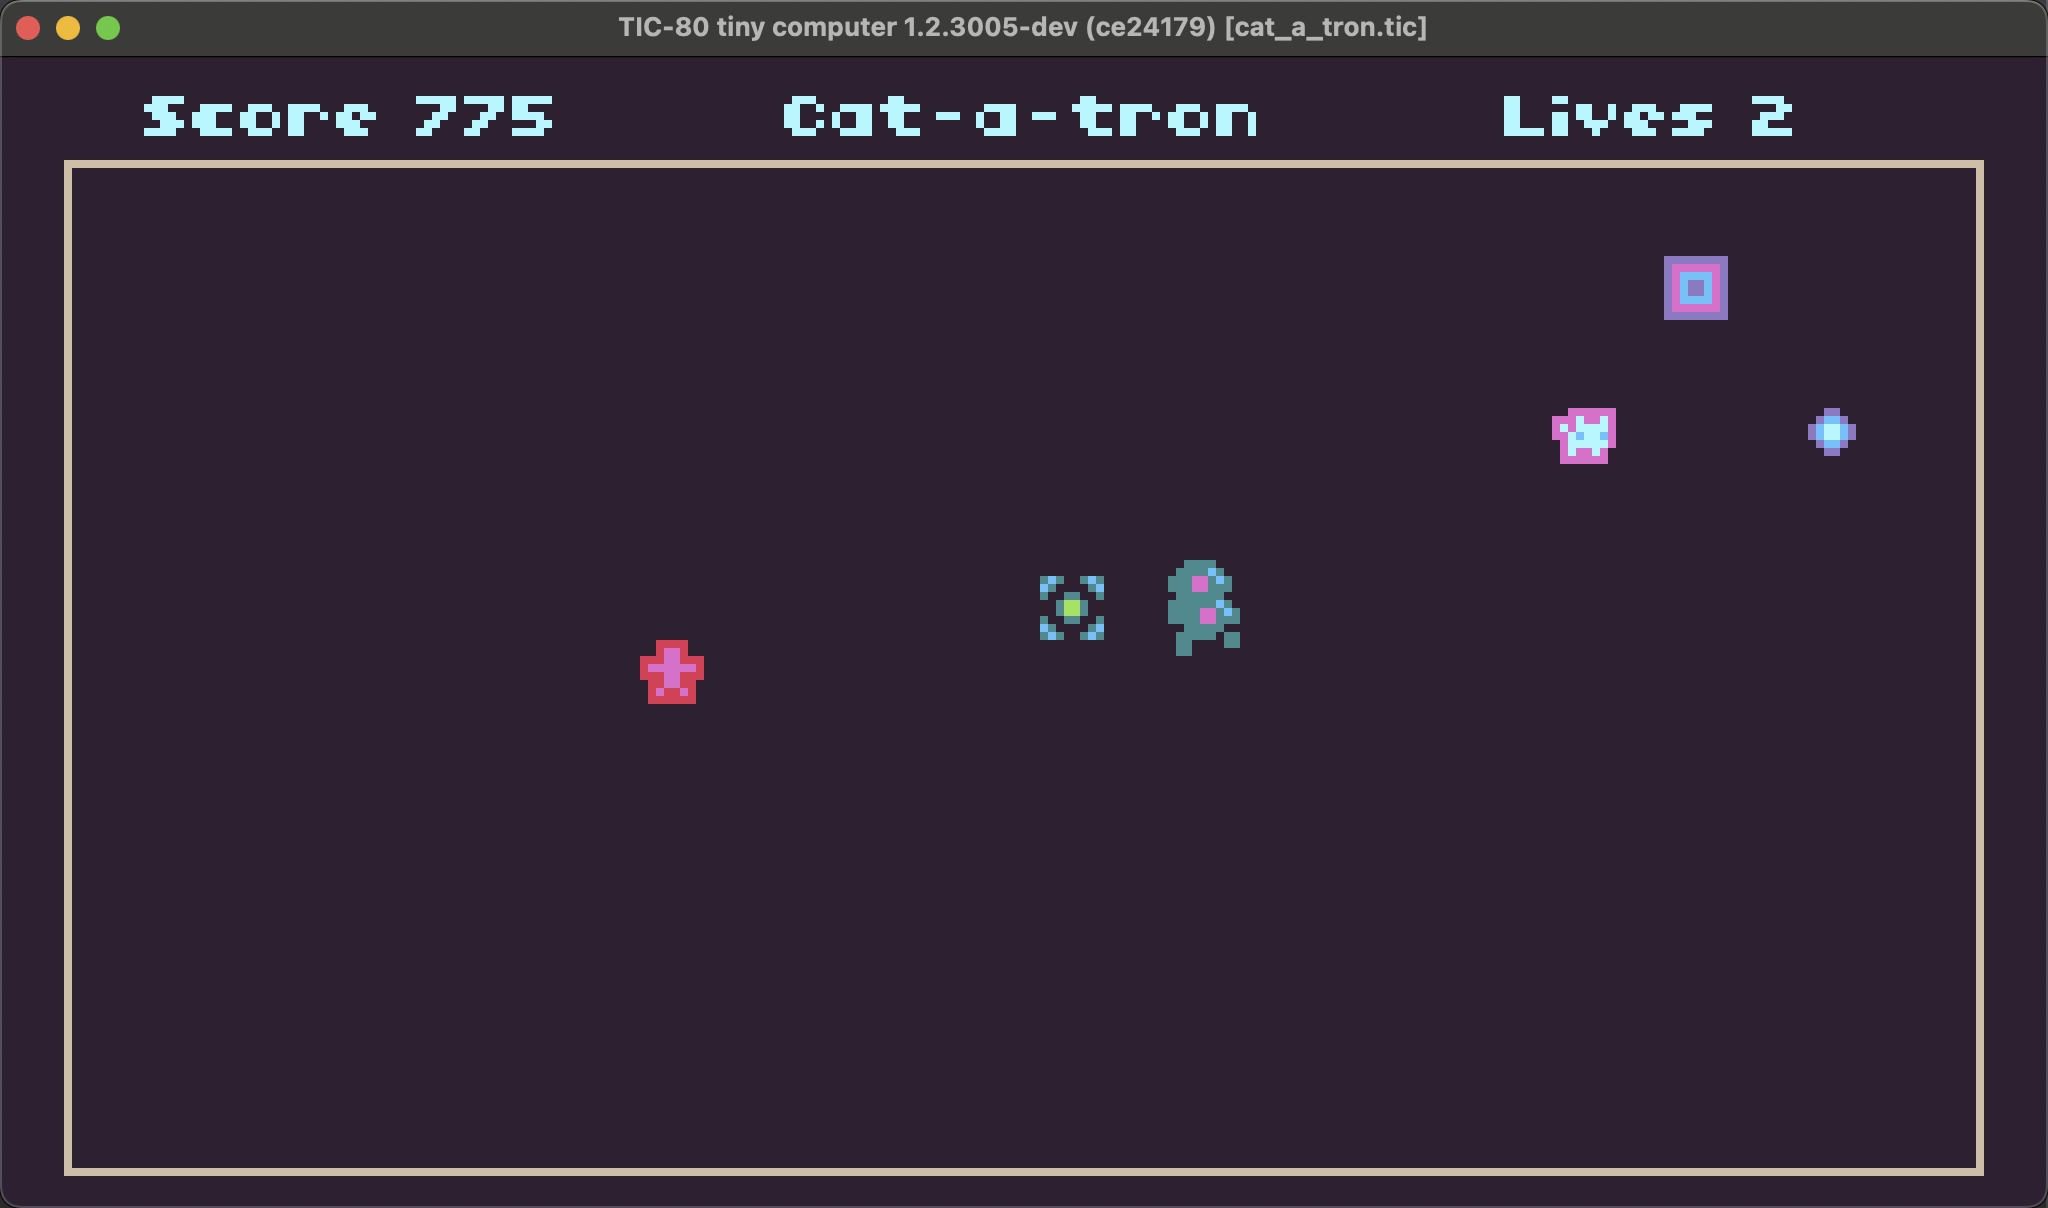 TIC-80 tiny computer 1.2.3005-dev (ce24179) [cat_a_tron.tic]
Score 775 Cat-a-tron Lives 2